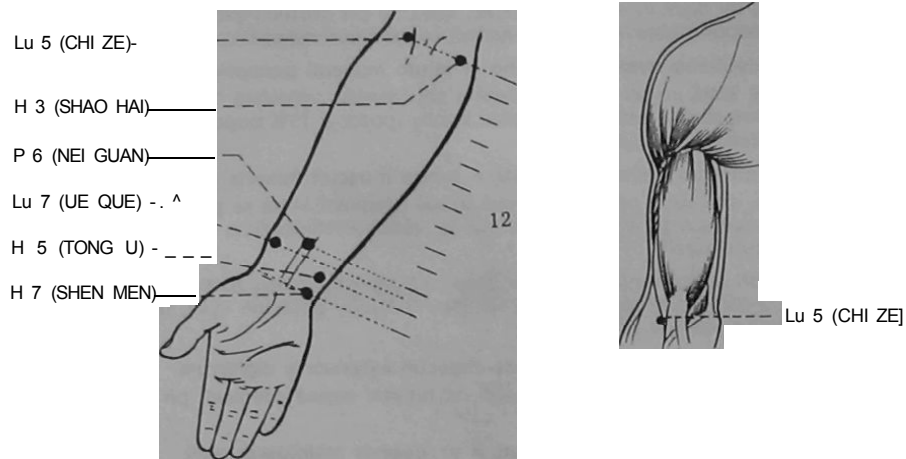 Lu 5 (CHI ZE)-
H 3 (SHAO HAI)
P 6 (NEI GUAN)
Lu 7 (UE QUE) -. ^
H 5 (TONG U) -
H 7 (SHEN MEN)
12
Lu 5 (CHI ZE]